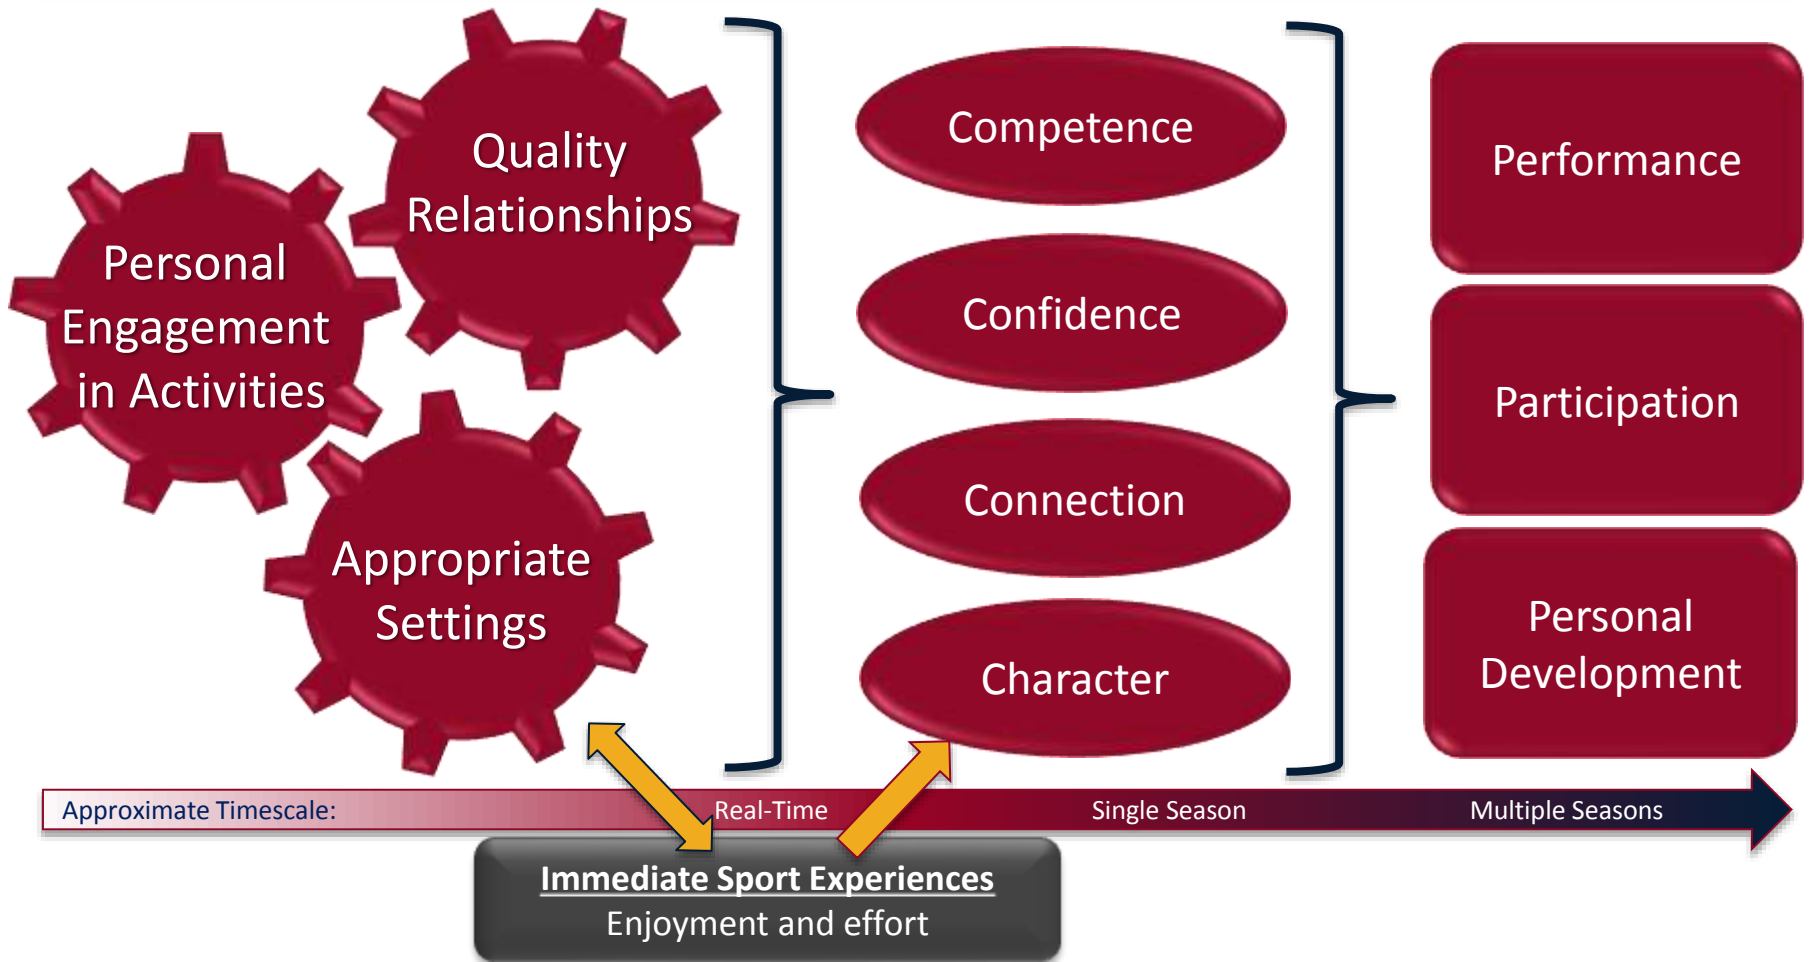 Quality
Relationships
Personal
Engagement
in Activities
Appropriate
Settings
Competence
Confidence
Connection
Character
Performance
Participation
Personal
Development
Approximate Timescale:
Real-Time
Single Season
Multiple Seasons
Immediate Sport Experiences
Enjoyment and effort